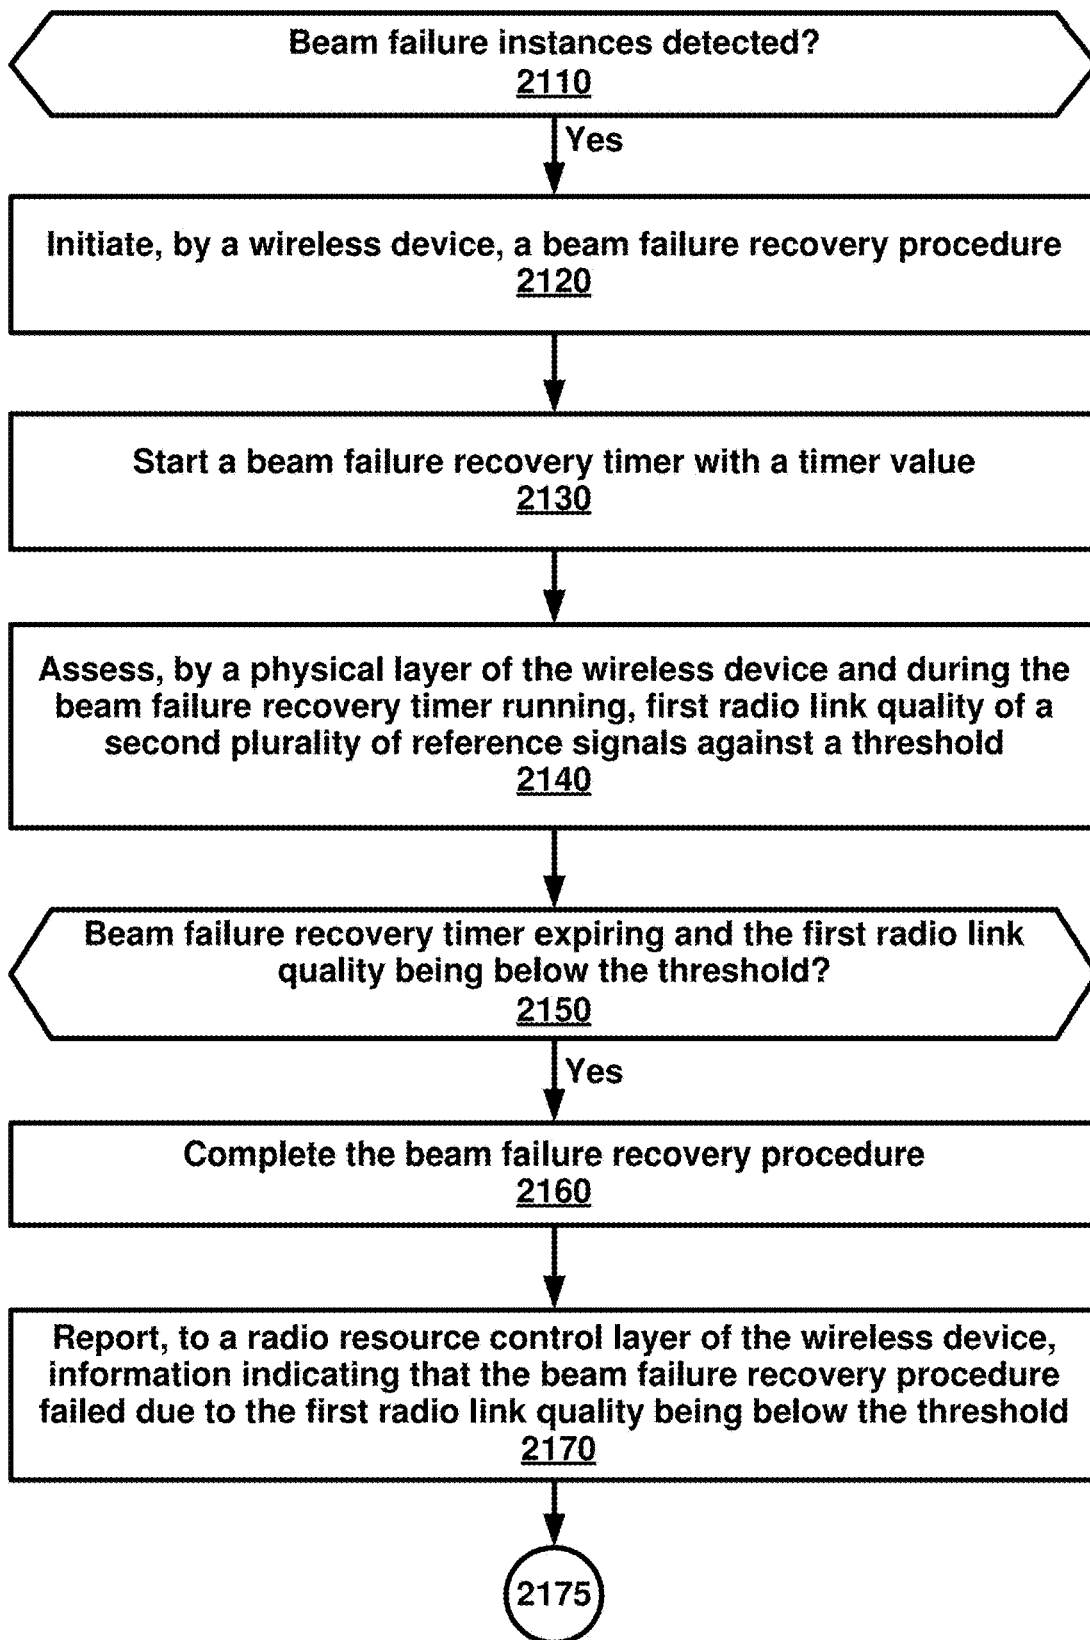 Beam failure instances detected?
2110
Yes
Initiate, by a wireless device, a beam failure recovery procedure
2120
Start a beam failure recovery timer with a timer value
2130
Assess, by a physical layer of the wireless device and during the
beam failure recovery timer running, first radio link quality of a
second plurality of reference signals against a threshold
2140
Beam failure recovery timer expiring and the first radio link
quality being below the threshold?
2150
Yes
Complete the beam failure recovery procedure
2160
Report, to a radio resource control layer of the wireless device,
information indicating that the beam failure recovery procedure
failed due to the first radio link quality being below the threshold
2170
2175